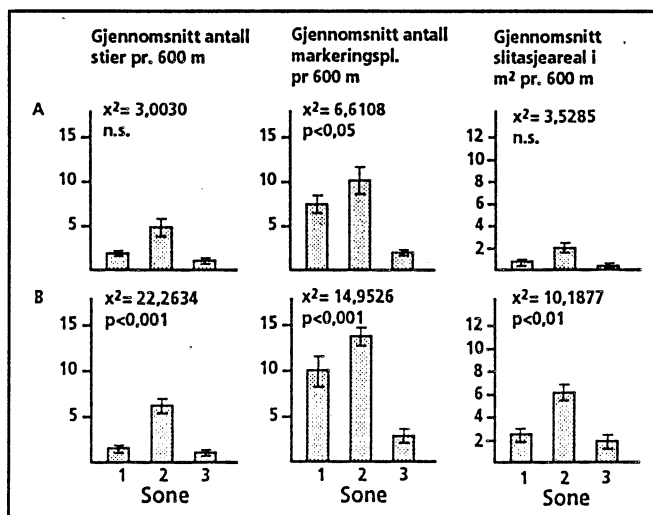 Gjennomsnitt antall
stier pr. 600 m
Gjennomsnitt antall
markeringspl.
pr 600 m
Gjennomsnitt
slitasjeareal i
m² pr. 600 m
A
x²= 3,0030
n.s.
15
10
5
x²= 6,6108
p<0,05
15
10
5
x²= 3,5285
n.s.
12
10
8
6
4
2
B
x²= 22,2634
p<0,001
15
10
5
x²= 14,9526
p<0,001
15
10
5
x²= 10,1877
p<0,01
12
10
8
6
4
2
1 2 3
Sone
1 2 3
Sone
1 2 3
Sone